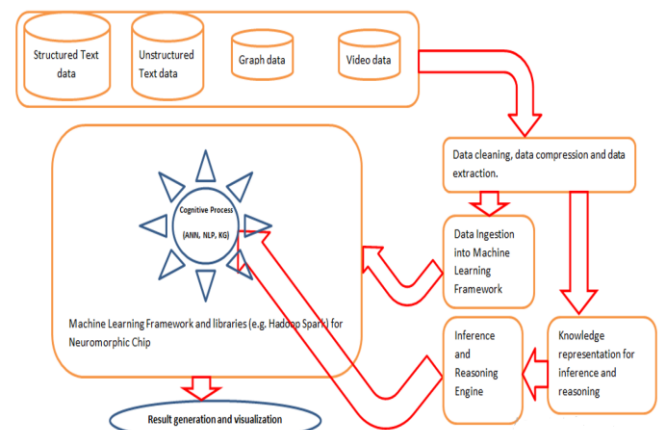 Structured Text
data
Unstructured
Text data
Graph data
Video data
Data cleaning, data compression and data
extraction.
Cognitive Process
(ANN, NLP, KG)
Data Ingestion
into Machine
Learning
Framework
Machine Learning Framework and libraries (e.g. Hadoop Spark) for
Neuromorphic Chip
Inference
and
Reasoning
Engine
Knowledge
representation for
inference and
reasoning
Result generation and visualization